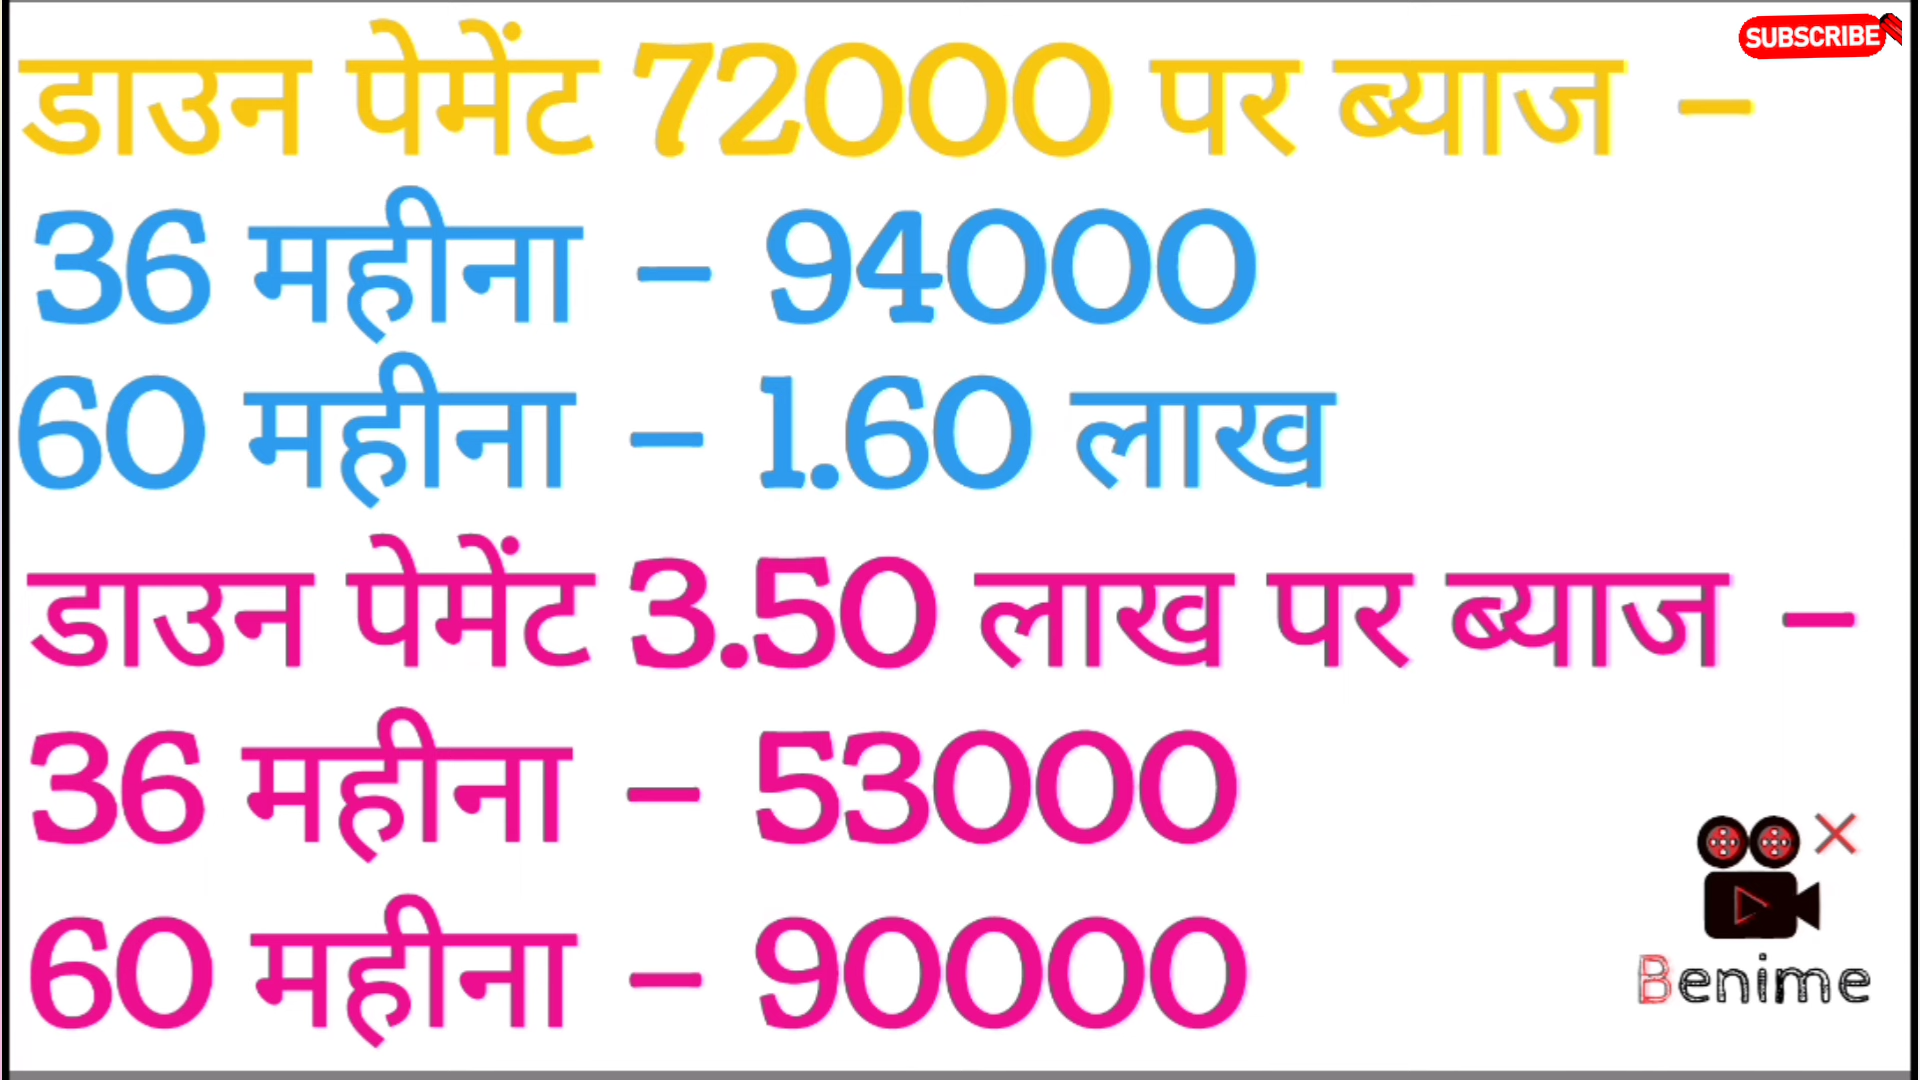 SUBSCRIBE
डाउन पेमेंट 72000 पर ब्याज –
36 महीना – 94000
60 महीना – 1.60 लाख
डाउन पेमेंट 3.50 लाख पर ब्याज –
36 महीना – 53000
60 महीना – 90000
Benime